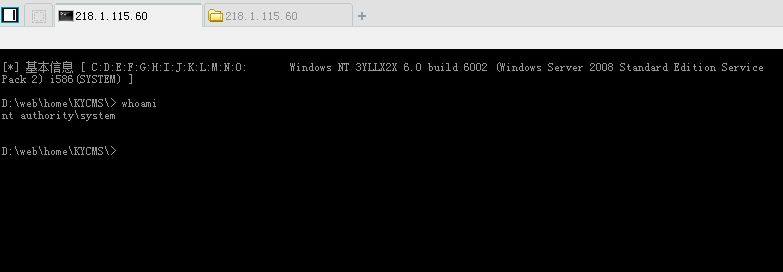 218.1.115.60
218.1.115.60
[*] 基本信息 [ C:D:E:F:G:H:I:J:K:L:M:N:O: Windows NT 3YLLX2X 6.0 build 6002 (Windows Server 2008 Standard Edition Service
Pack 2) i586(SYSTEM) ]
D:\web\home\KYCMS\> whoami
nt authority\system
D:\web\home\KYCMS\>